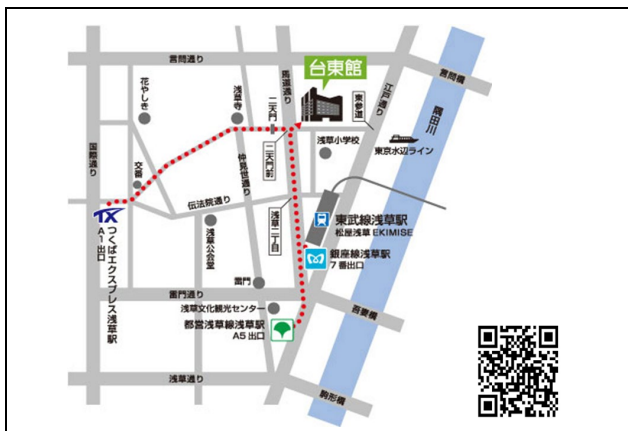 言問通り
馬道通り
台東館
言問橋
花やしき
浅草寺
二天門
東参道
江戸通り
隅田川
国際通り
交番
仲見世通り
二天門前
浅草小学校
東京水辺ライン
伝法院通り
浅草二丁目
TX
A1出口
つくばエクスプレス浅草駅
浅草公会堂
東武線浅草駅
松屋浅草 EKIMISE
銀座線浅草駅
7番出口
雷門
雷門通り
浅草文化観光センター
吾妻橋
都営浅草線浅草駅
A5出口
浅草通り
駒形橋